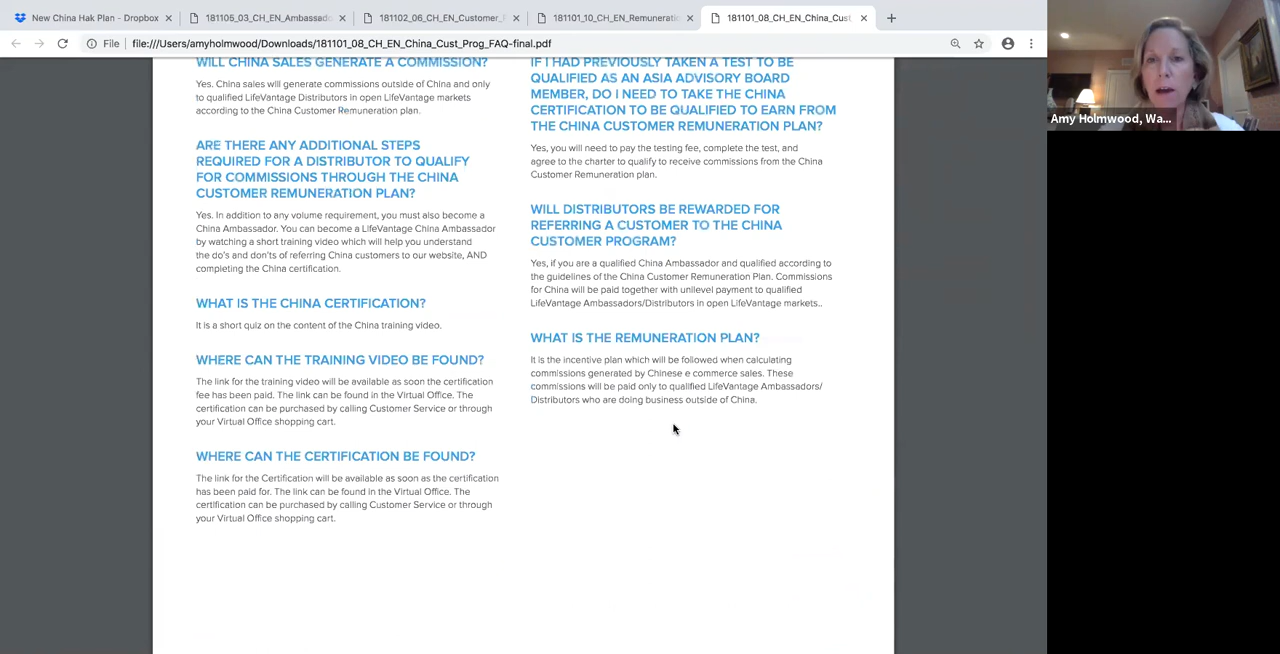 New China Hak Plan - Dropbox
181105_03_CH_EN_Ambassado
181102_06_CH_EN_Customer_F
181101_10_CH_EN_Remuneratio
181101_08_CH_EN_China_Cust
File
file:///Users/amyholmwood/Downloads/181101_08_CH_EN_China_Cust_Prog_FAQ-final.pdf
Amy Holmwood, Wa...
WILL CHINA SALES GENERATE A COMMISSION?
Yes. China sales will generate commissions outside of China and only
to qualified LifeVantage Distributors in open LifeVantage markets
according to the China Customer Remuneration plan.
ARE THERE ANY ADDITIONAL STEPS
REQUIRED FOR A DISTRIBUTOR TO QUALIFY
FOR COMMISSIONS THROUGH THE CHINA
CUSTOMER REMUNERATION PLAN?
Yes. In addition to any volume requirement, you must also become a
China Ambassador. You can become a LifeVantage China Ambassador
by watching a short training video which will help you understand
the do's and don'ts of referring China customers to our website, AND
completing the China certification.
WHAT IS THE CHINA CERTIFICATION?
It is a short quiz on the content of the China training video.
WHERE CAN THE TRAINING VIDEO BE FOUND?
The link for the training video will be available as soon the certification
fee has been paid. The link can be found in the Virtual Office. The
certification can be purchased by calling Customer Service or through
your Virtual Office shopping cart.
WHERE CAN THE CERTIFICATION BE FOUND?
The link for the Certification will be available as soon as the certification
has been paid for. The link can be found in the Virtual Office. The
certification can be purchased by calling Customer Service or through
your Virtual Office shopping cart.
IF I HAD PREVIOUSLY TAKEN A TEST TO BE
QUALIFIED AS AN ASIA ADVISORY BOARD
MEMBER, DO I NEED TO TAKE THE CHINA
CERTIFICATION TO BE QUALIFIED TO EARN FROM
THE CHINA CUSTOMER REMUNERATION PLAN?
Yes, you will need to pay the testing fee, complete the test, and
agree to the charter to qualify to receive commissions from the China
Customer Remuneration plan.
WILL DISTRIBUTORS BE REWARDED FOR
REFERRING A CUSTOMER TO THE CHINA
CUSTOMER PROGRAM?
Yes, if you are a qualified China Ambassador and qualified according to
the guidelines of the China Customer Remuneration Plan. Commissions
for China will be paid together with unilevel payment to qualified
LifeVantage Ambassadors/Distributors in open LifeVantage markets..
WHAT IS THE REMUNERATION PLAN?
It is the incentive plan which will be followed when calculating
commissions generated by Chinese e commerce sales. These
commissions will be paid only to qualified LifeVantage Ambassadors/
Distributors who are doing business outside of China.